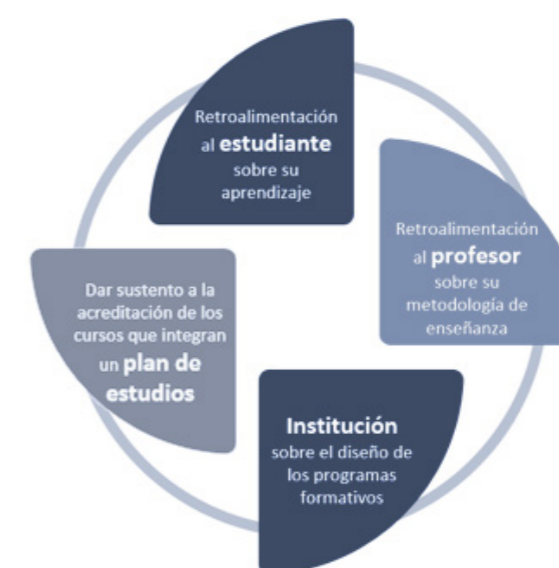 Retroalimentación
al estudiante
sobre su
aprendizaje
Retroalimentación
al profesor
sobre su
metodología de
enseñanza
Institución
sobre el diseño de
los programas
formativos
Dar sustento a la
acreditación de los
cursos que integran
un plan de
estudios